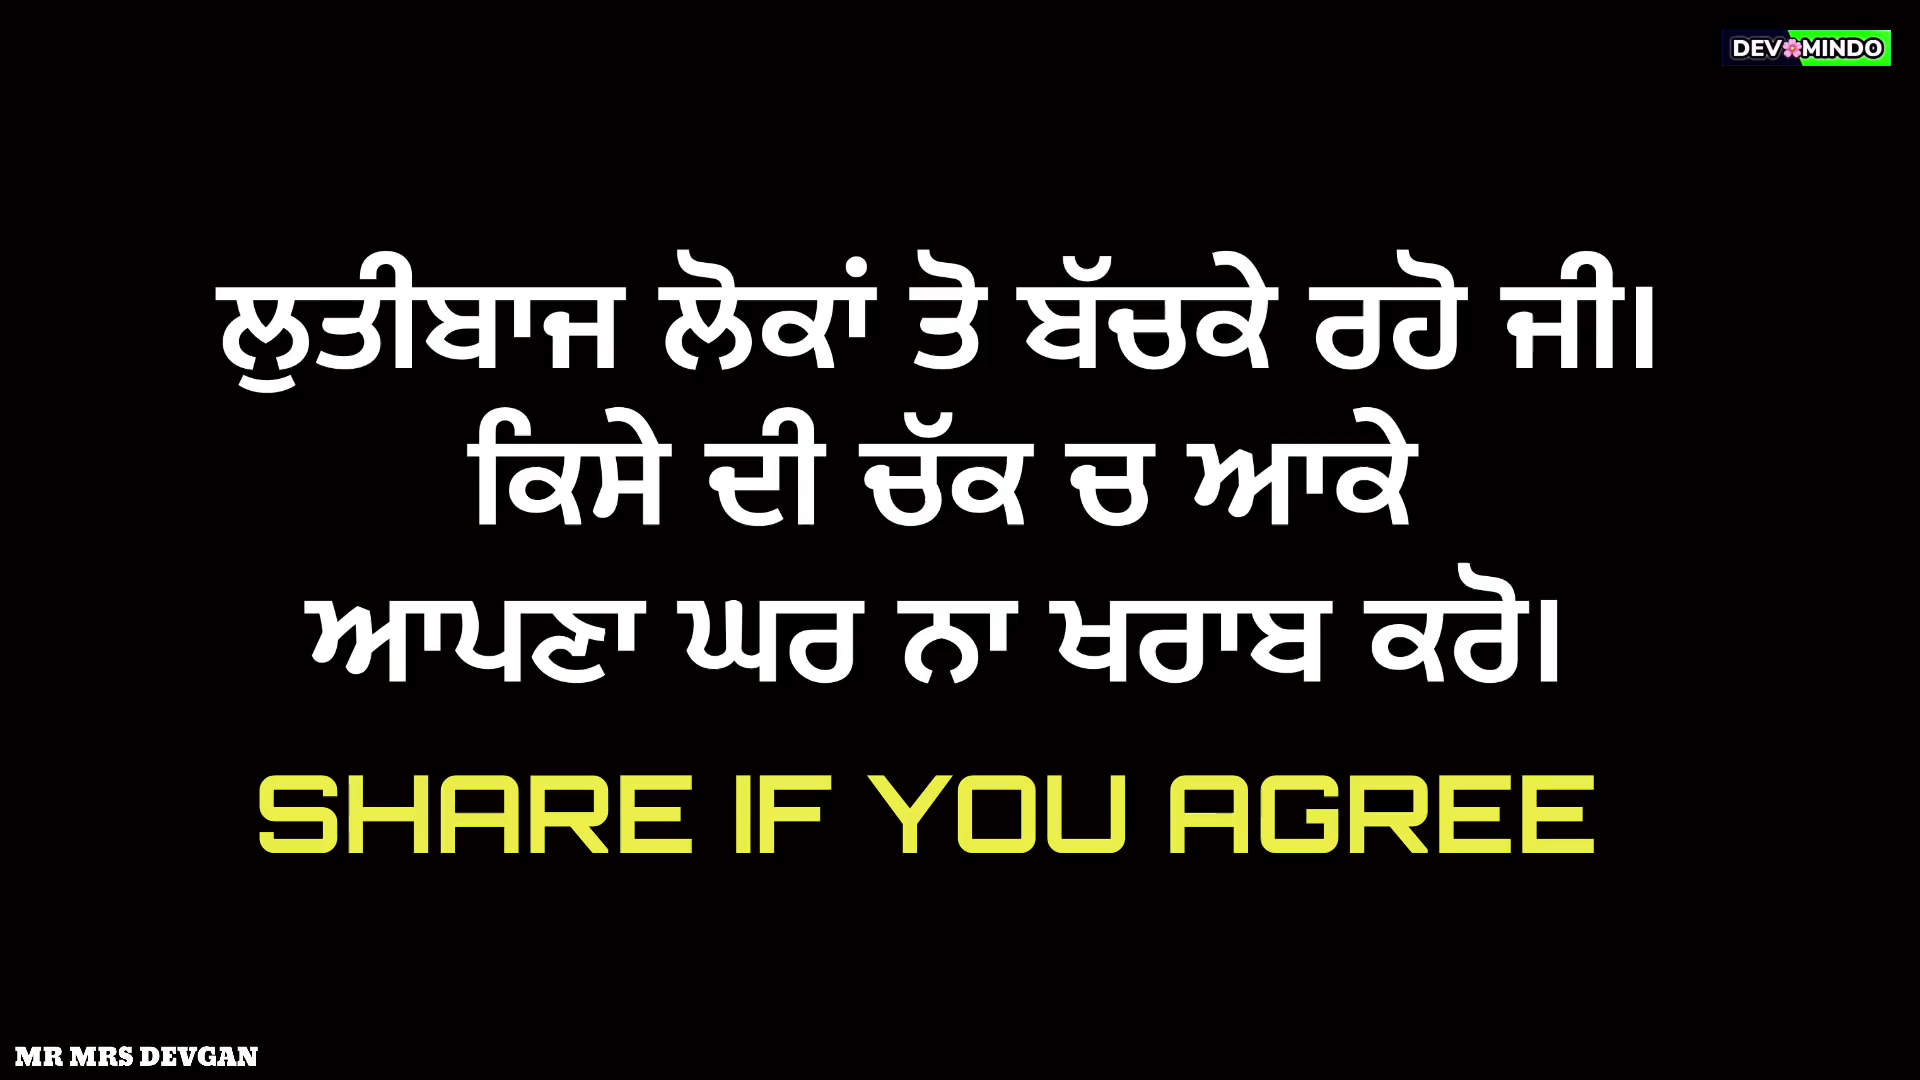 DEV🌸MINDO
ਲੁਤੀਬਾਜ ਲੋਕਾਂ ਤੋ ਬੱਚਕੇ ਰਹੋ ਜੀ।
ਕਿਸੇ ਦੀ ਚੱਕ ਚ ਆਕੇ
ਆਪਣਾ ਘਰ ਨਾ ਖਰਾਬ ਕਰੋ।
SHARE IF YOU AGREE
MR MRS DEVGAN